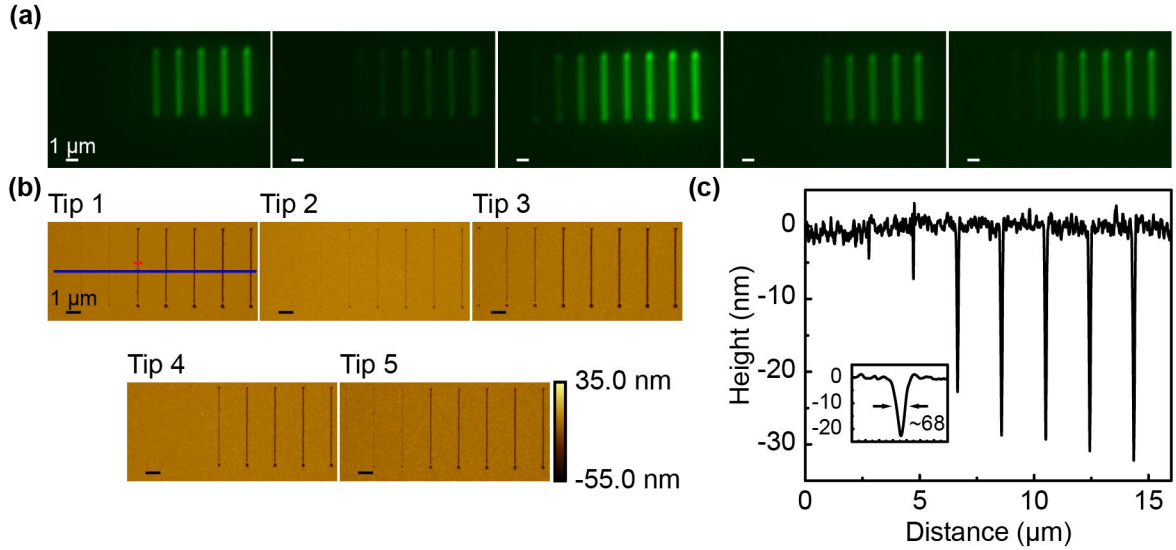 (a)
1 μm
(b)
Tip 1
Tip 2
Tip 3
1 μm
Tip 4
Tip 5
35.0 nm
-55.0 nm
(c)
Height (nm)
0
-10
-20
-30
0
-10
-20
~68
0
5
10
15
Distance (μm)